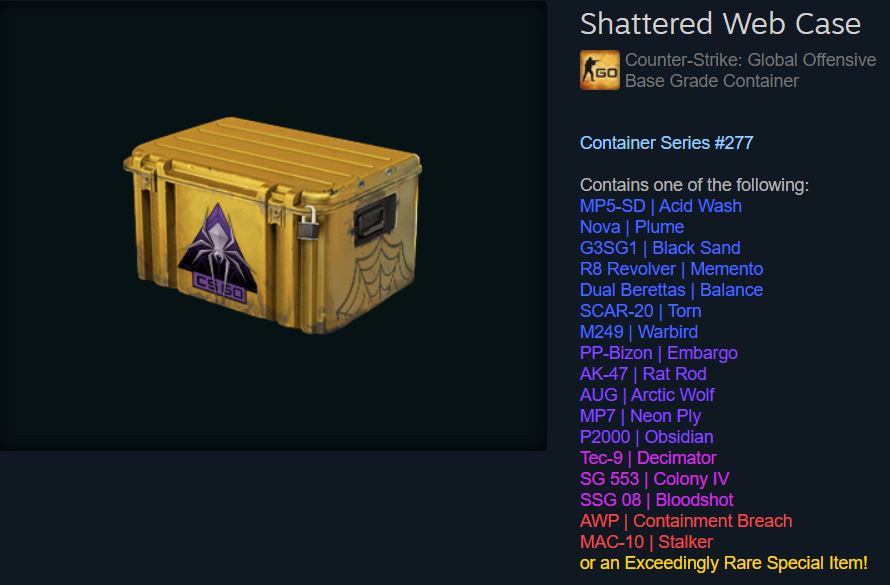 Shattered Web Case
GO
Counter-Strike: Global Offensive
Base Grade Container
Container Series #277
Contains one of the following:
MP5-SD | Acid Wash
Nova | Plume
G3SG1 | Black Sand
R8 Revolver | Memento
Dual Berettas | Balance
SCAR-20 | Torn
M249 | Warbird
PP-Bizon | Embargo
AK-47 | Rat Rod
AUG | Arctic Wolf
MP7 | Neon Ply
P2000 | Obsidian
Tec-9 | Decimator
SG 553 | Colony IV
SSG 08 | Bloodshot
AWP | Containment Breach
MAC-10 | Stalker
or an Exceedingly Rare Special Item!
CS:GO